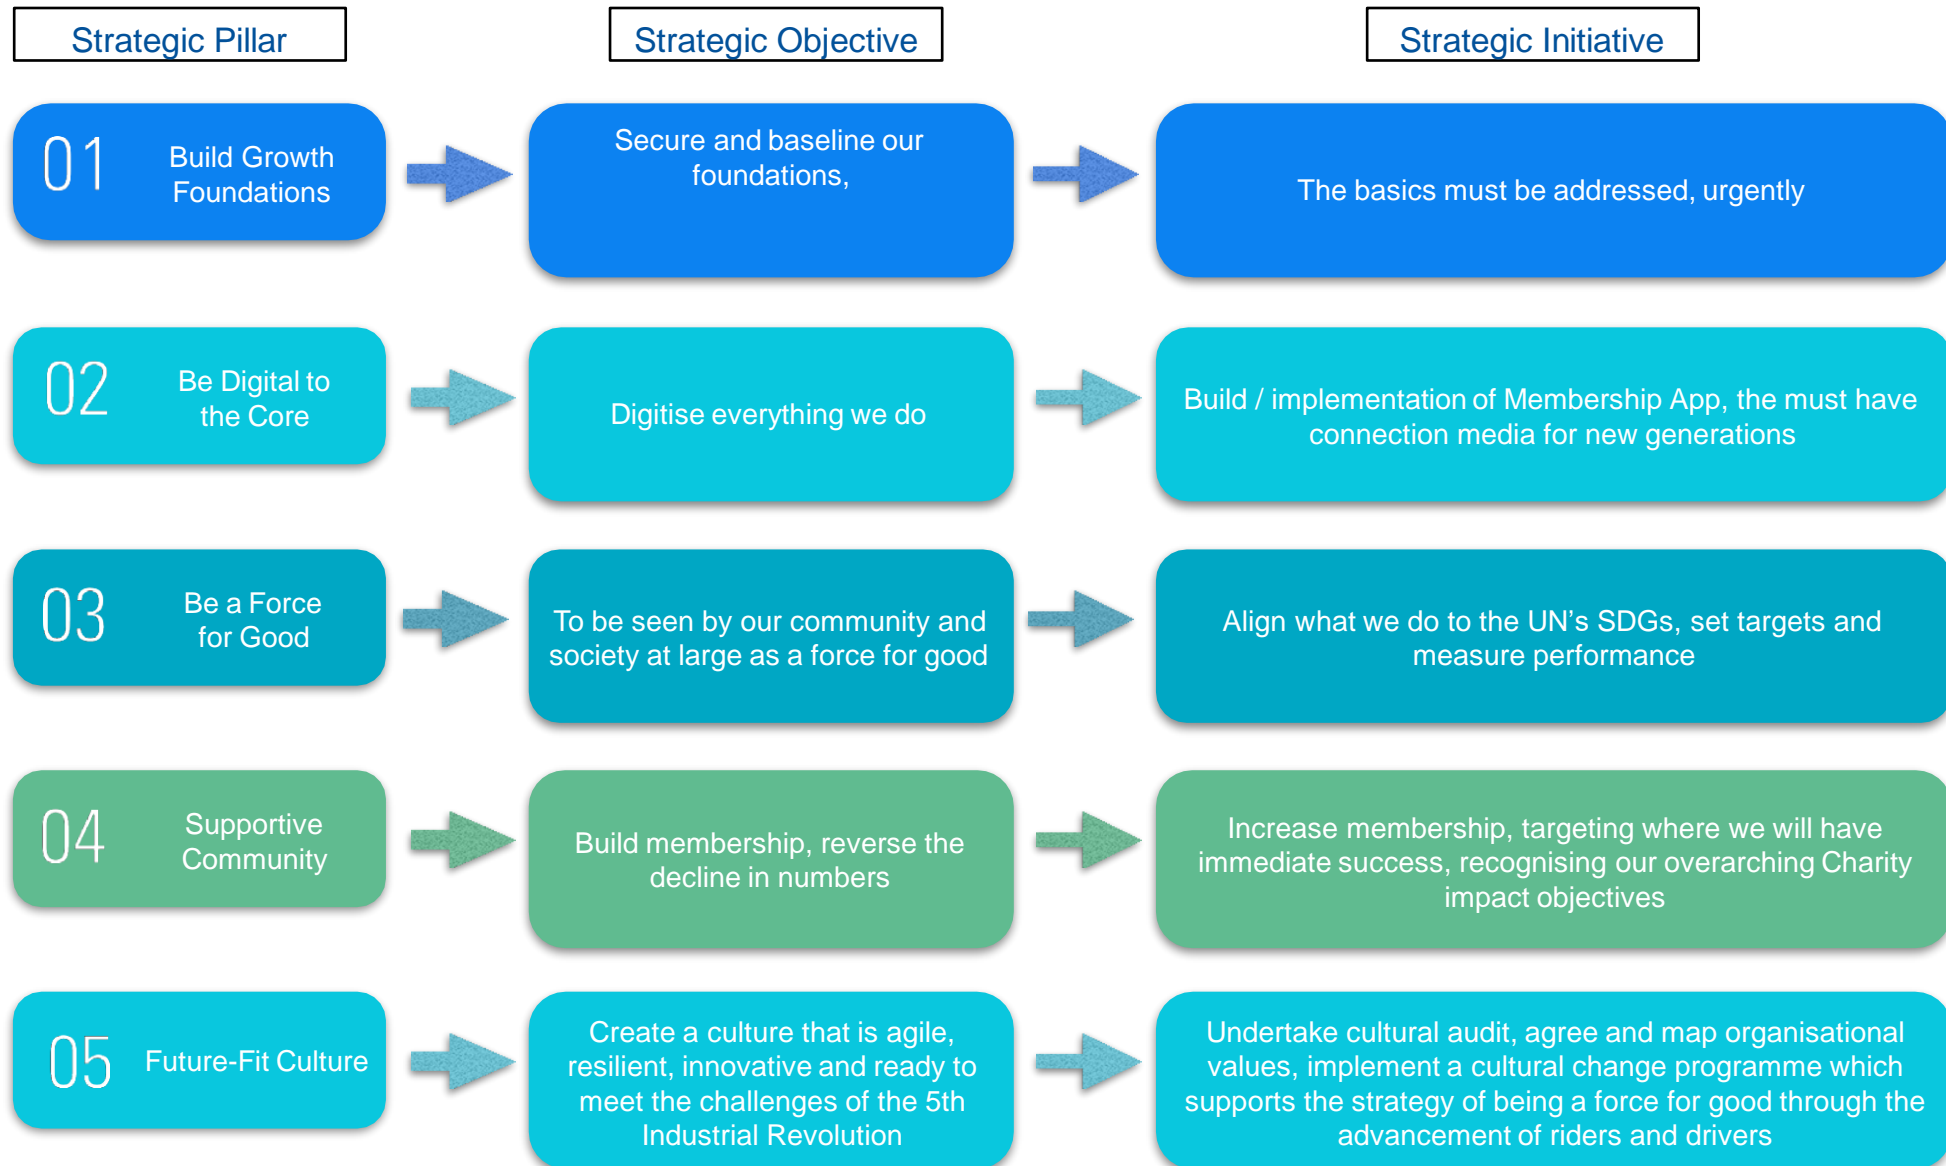 Strategic Pillar
Strategic Objective
Strategic Initiative
01
Build Growth
Foundations
Secure and baseline our
foundations,
The basics must be addressed, urgently
02
Be Digital to
the Core
Digitise everything we do
Build / implementation of Membership App, the must have
connection media for new generations
03
Be a Force
for Good
To be seen by our community and
society at large as a force for good
Align what we do to the UN’s SDGs, set targets and
measure performance
04
Supportive
Community
Build membership, reverse the
decline in numbers
Increase membership, targeting where we will have
immediate success, recognising our overarching Charity
impact objectives
05
Future-Fit Culture
Create a culture that is agile,
resilient, innovative and ready to
meet the challenges of the 5th
Industrial Revolution
Undertake cultural audit, agree and map organisational
values, implement a cultural change programme which
supports the strategy of being a force for good through the
advancement of riders and drivers